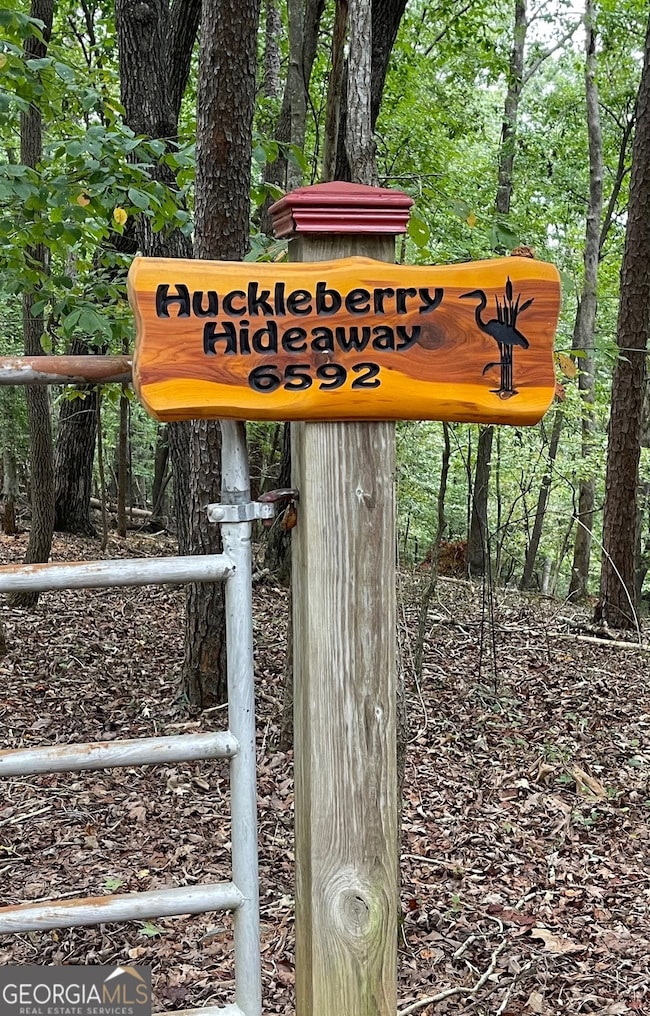 Huckleberry
Hideaway
6592
GEORGIAMLS
REAL ESTATE SERVICES